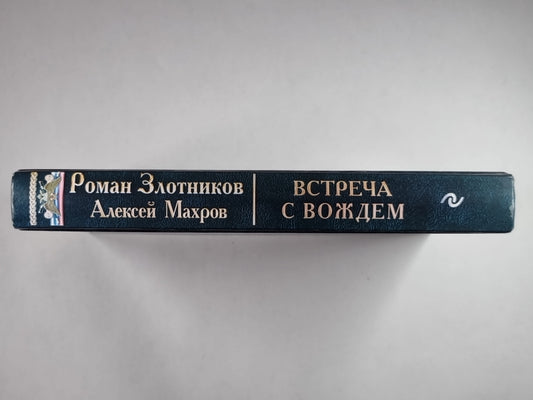 Роман Злотников
Алексей Махров
ВСТРЕЧА
С ВОЖДЕМ